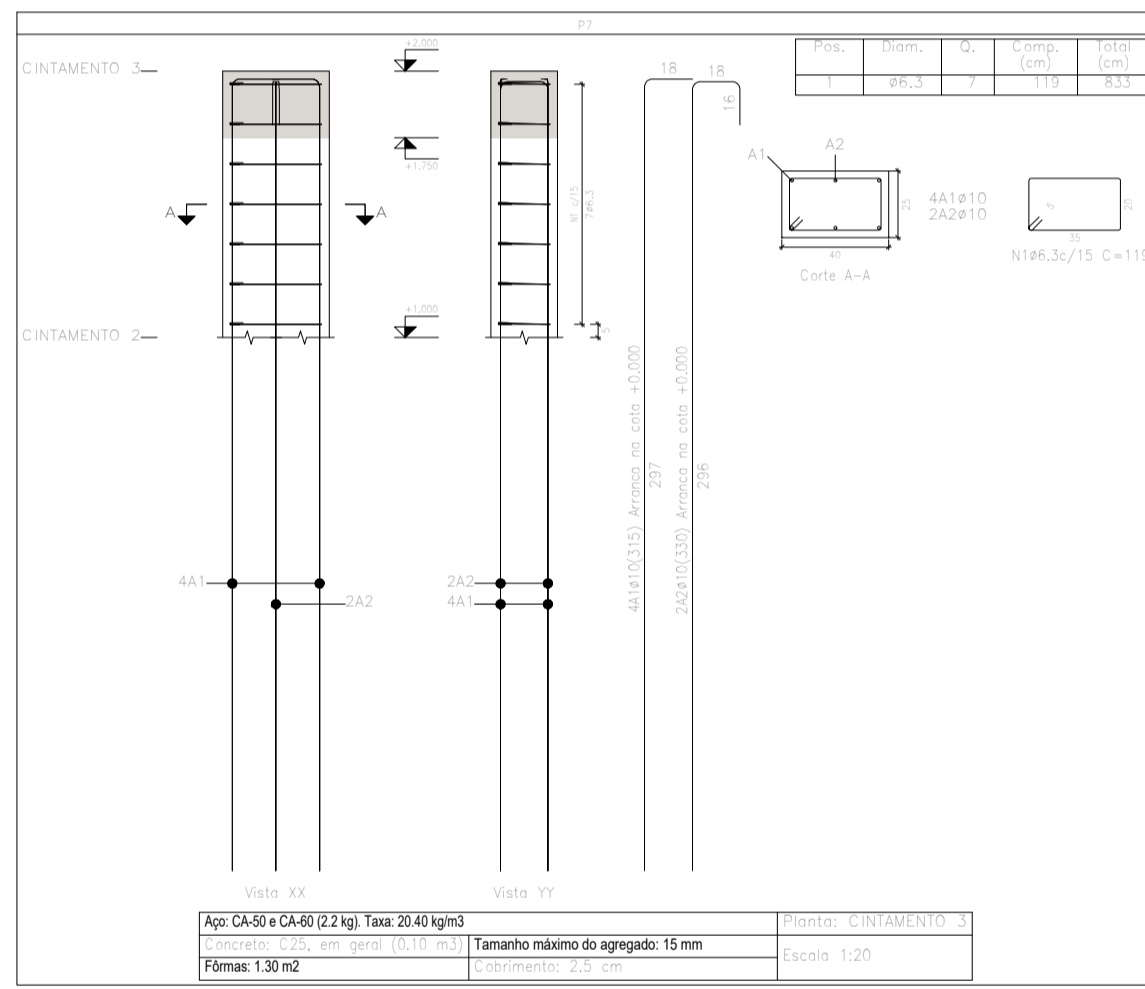 P7
CINTAMENTO 3
+2.000
Pos. Diam. Q. Comp. (cm) Total (cm)
1 ø6.3 7 119 833
18
18
16
+1.750
A
A
N1 c/15
7ø6.3
A1
A2
25
40
Corte A-A
4A1ø10
2A2ø10
5
20
35
N1ø6.3c/15 C=119
CINTAMENTO 2
+1.000
5
4A1ø10(315) Arranca na cota +0.000
297
2A2ø10(330) Arranca na cota +0.000
296
4A1
2A2
2A2
4A1
Vista XX
Vista YY
Aço: CA-50 e CA-60 (2.2 kg). Taxa: 20.40 kg/m3
Planta: CINTAMENTO 3
Concreto: C25, em geral (0.10 m3)
Tamanho máximo do agregado: 15 mm
Escala 1:20
Fôrmas: 1.30 m2
Cobrimento: 2.5 cm